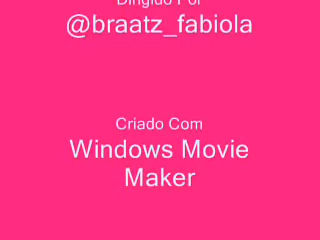 Dirigido Por
@braatz_fabiola
Criado Com
Windows Movie
Maker